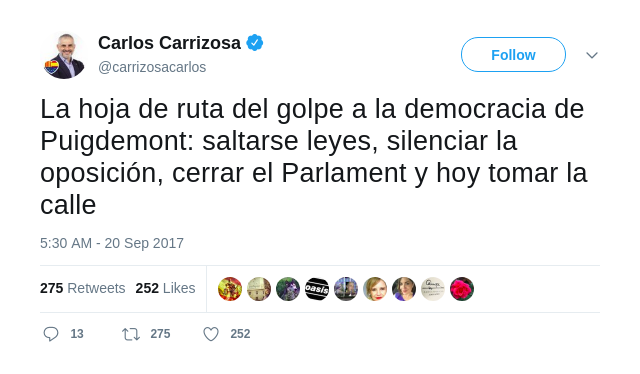 Carlos Carrizosa
@carrizosacarlos
Follow
La hoja de ruta del golpe a la democracia de
Puigdemont: saltarse leyes, silenciar la
oposición, cerrar el Parlament y hoy tomar la
calle
5:30 AM - 20 Sep 2017
275 Retweets 252 Likes
oasis
13 275 252